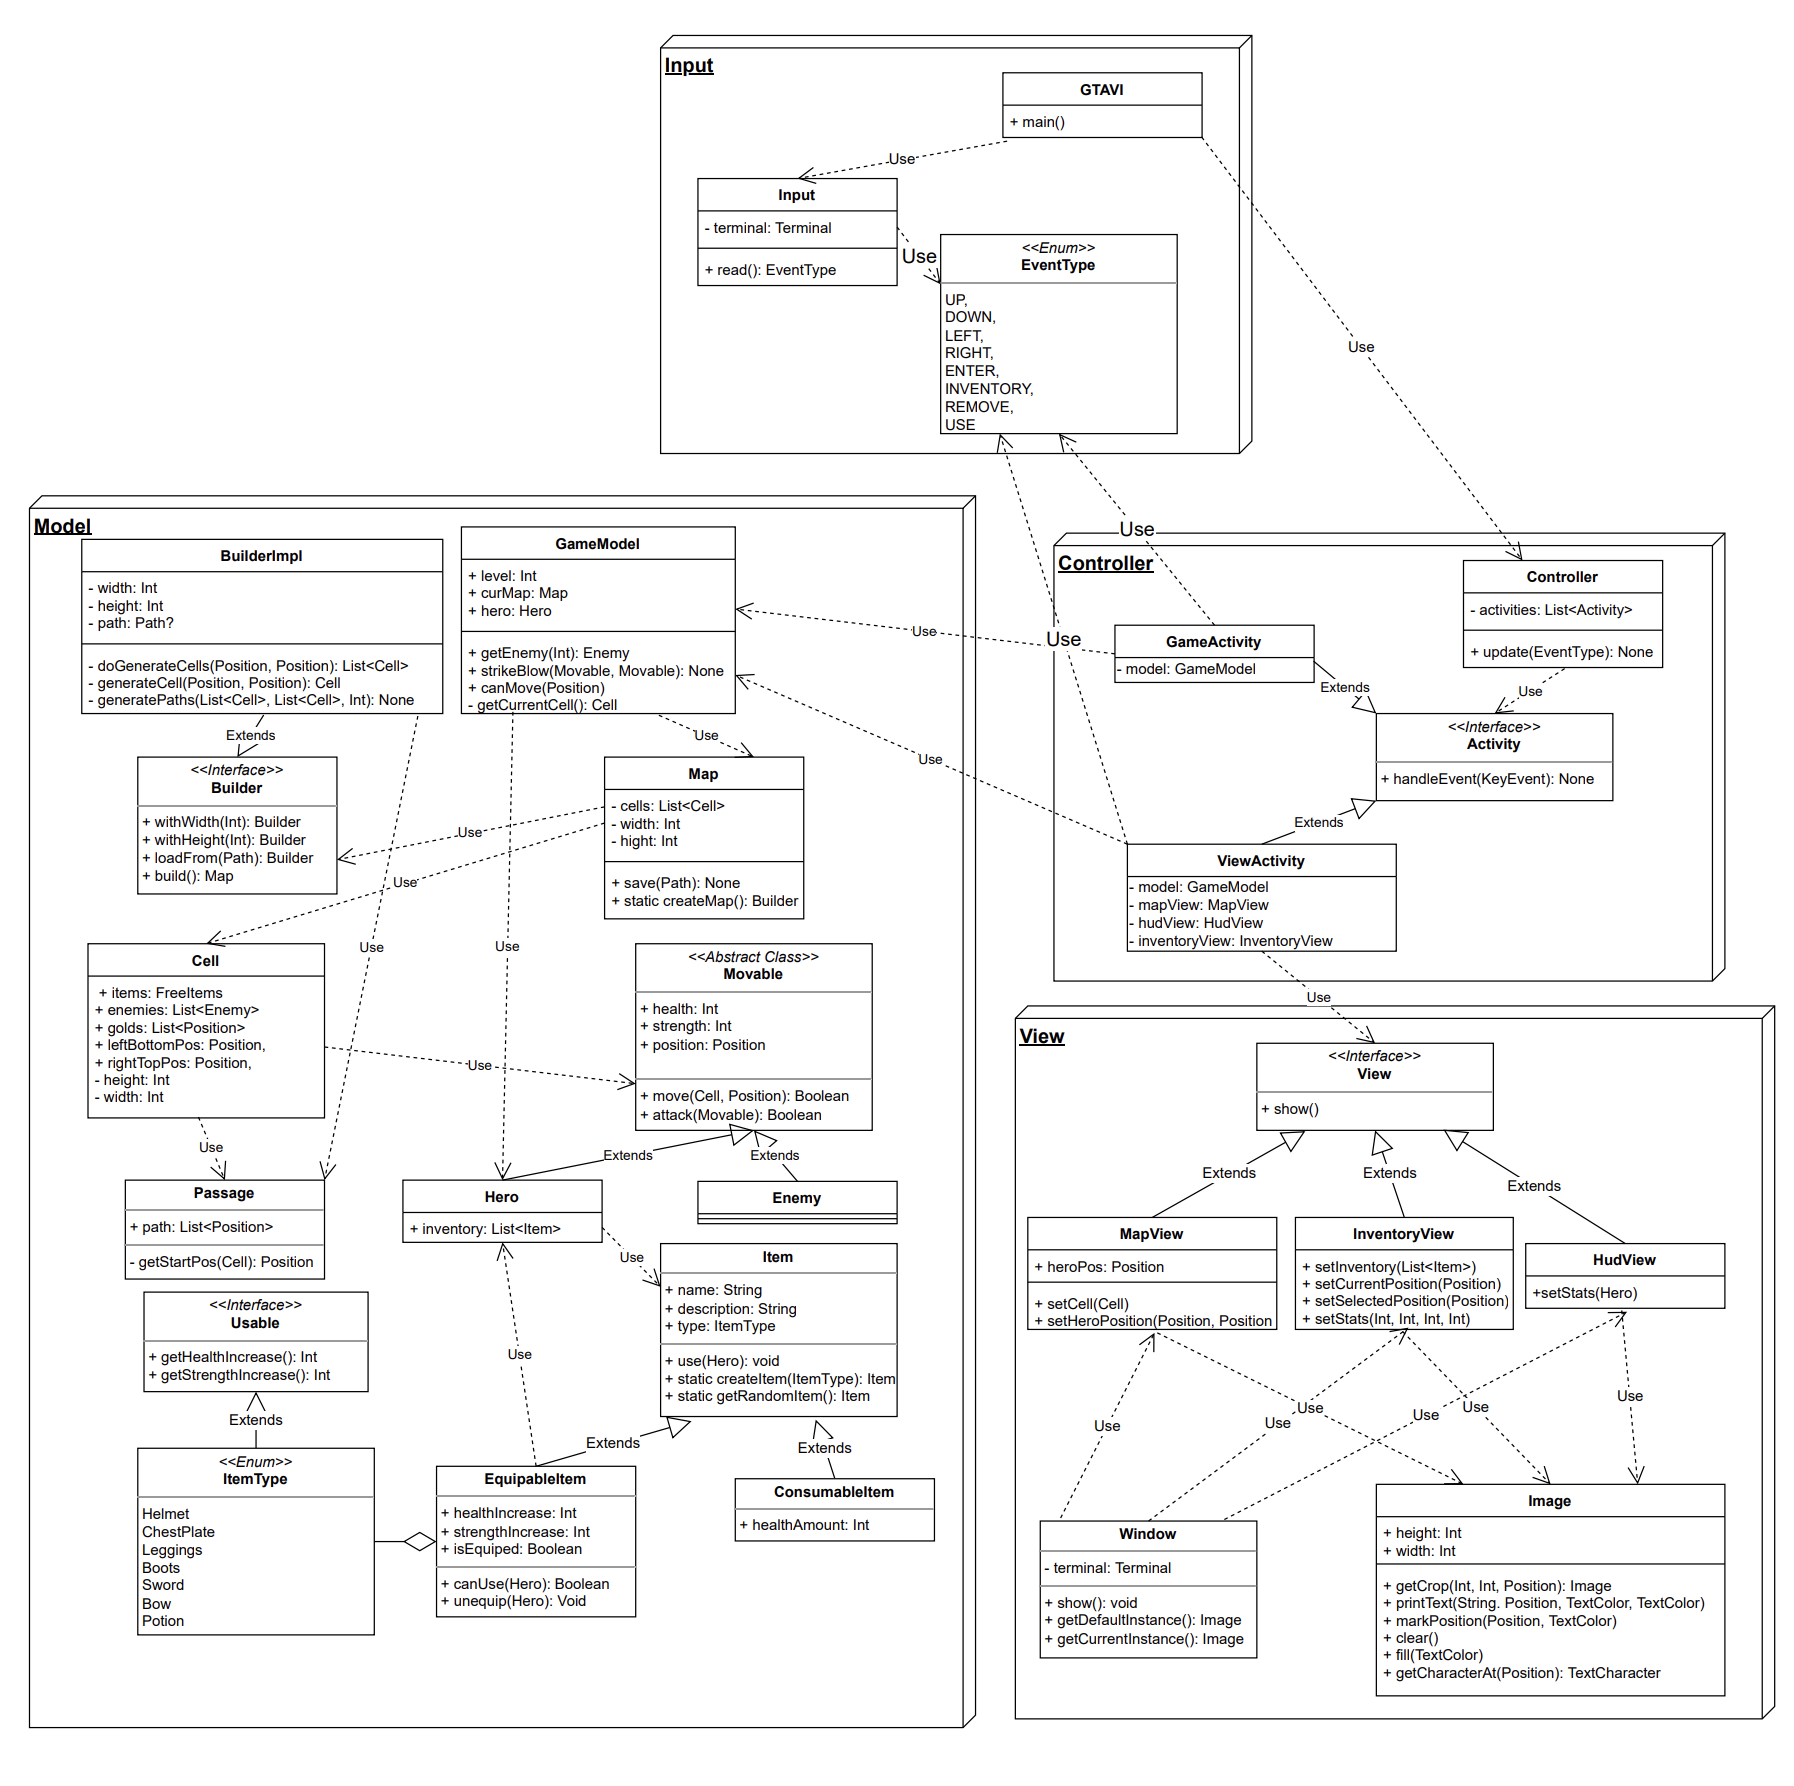 Input
GTAVI
+ main()
Use
Input
- terminal: Terminal
+ read(): EventType
Use
<<Enum>>
EventType
UP,
DOWN,
LEFT,
RIGHT,
ENTER,
INVENTORY,
REMOVE,
USE
Use
Model
BuilderImpl
- width: Int
- height: Int
- path: Path?
- doGenerateCells(Position, Position): List<Cell>
- generateCell(Position, Position): Cell
- generatePaths(List<Cell>, List<Cell>, Int): None
Extends
<<Interface>>
Builder
+ withWidth(Int): Builder
+ withHeight(Int): Builder
+ loadFrom(Path): Builder
+ build(): Map
GameModel
+ level: Int
+ curMap: Map
+ hero: Hero
+ getEnemy(Int): Enemy
+ strikeBlow(Movable, Movable): None
+ canMove(Position)
- getCurrentCell(): Cell
Use
Map
- cells: List<Cell>
- width: Int
- hight: Int
+ save(Path): None
+ static createMap(): Builder
Use
Use
Use
Use
Cell
+ items: FreeItems
+ enemies: List<Enemy>
+ golds: List<Position>
+ leftBottomPos: Position,
+ rightTopPos: Position,
- height: Int
- width: Int
Use
Use
<<Abstract Class>>
Movable
+ health: Int
+ strength: Int
+ position: Position
+ move(Cell, Position): Boolean
+ attack(Movable): Boolean
Extends
Extends
Passage
+ path: List<Position>
- getStartPos(Cell): Position
Hero
+ inventory: List<Item>
Enemy
Use
Item
+ name: String
+ description: String
+ type: ItemType
+ use(Hero): void
+ static createItem(ItemType): Item
+ static getRandomItem(): Item
<<Interface>>
Usable
+ getHealthIncrease(): Int
+ getStrengthIncrease(): Int
Use
Extends
Extends
Extends
<<Enum>>
ItemType
Helmet
ChestPlate
Leggings
Boots
Sword
Bow
Potion
EquipableItem
+ healthIncrease: Int
+ strengthIncrease: Int
+ isEquiped: Boolean
+ canUse(Hero): Boolean
+ unequip(Hero): Void
ConsumableItem
+ healthAmount: Int
Use
Use
Use
Use
Controller
Controller
- activities: List<Activity>
+ update(EventType): None
GameActivity
- model: GameModel
Extends
Use
<<Interface>>
Activity
+ handleEvent(KeyEvent): None
Extends
ViewActivity
- model: GameModel
- mapView: MapView
- hudView: HudView
- inventoryView: InventoryView
Use
View
<<Interface>>
View
+ show()
Extends
Extends
Extends
MapView
+ heroPos: Position
+ setCell(Cell)
+ setHeroPosition(Position, Position
InventoryView
+ setInventory(List<Item>)
+ setCurrentPosition(Position)
+ setSelectedPosition(Position)
+ setStats(Int, Int, Int, Int)
HudView
+setStats(Hero)
Use
Use
Use
Use
Use
Use
Window
- terminal: Terminal
+ show(): void
+ getDefaultInstance(): Image
+ getCurrentInstance(): Image
Image
+ height: Int
+ width: Int
+ getCrop(Int, Int, Position): Image
+ printText(String. Position, TextColor, TextColor)
+ markPosition(Position, TextColor)
+ clear()
+ fill(TextColor)
+ getCharacterAt(Position): TextCharacter